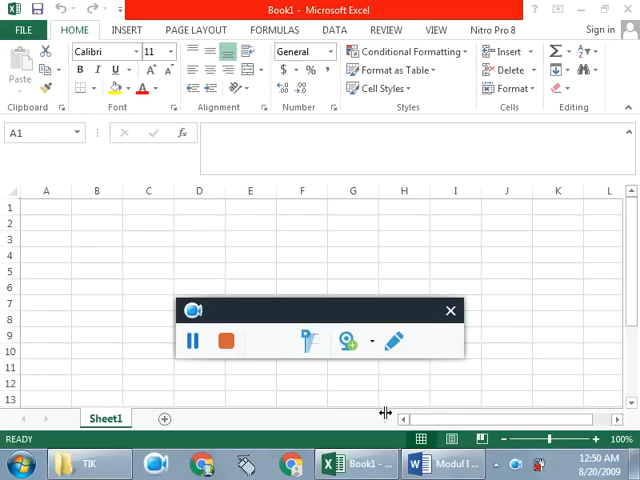 Book1 - Microsoft Excel
?
FILE HOME INSERT PAGE LAYOUT FORMULAS DATA REVIEW VIEW Nitro Pro 8 Sign in
Paste
Calibri 11
General
Conditional Formatting
Format as Table
Cell Styles
Insert
Delete
Format
B I U
A A
$ % ,
Clipboard Font Alignment Number Styles Cells Editing
A1
fx
A B C D E F G H I J K L
1
2
3
4
5
6
7
8
9
10
11
12
13
Sheet1
READY
100%
TIK
Book1 - ...
Modul I ...
12:50 AM
8/20/2009